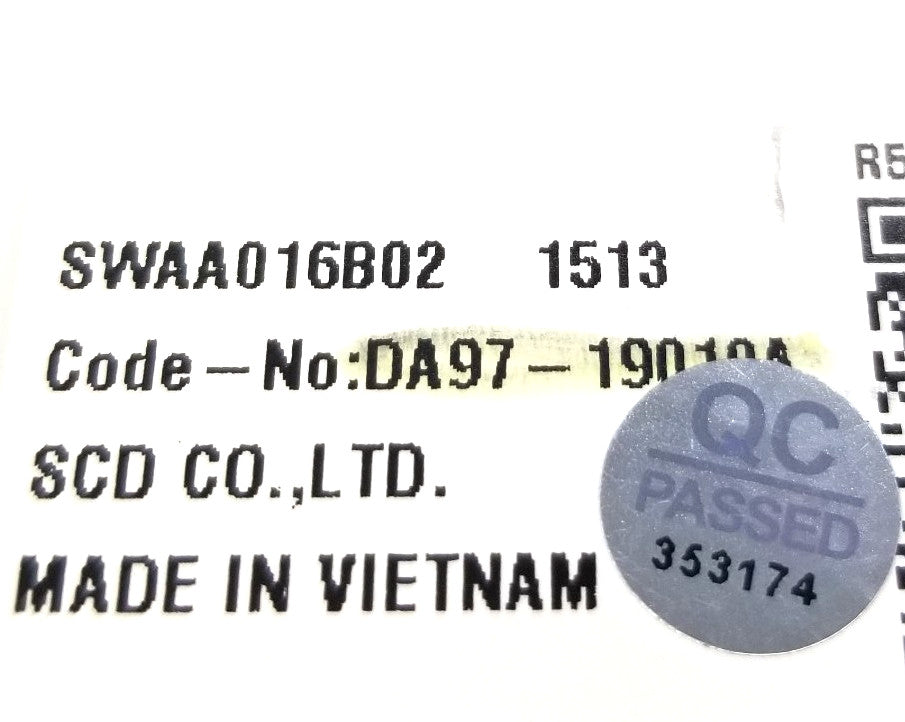 R5
SWAA016B02 1513
Code-No:DA97-19010A
SCD CO.,LTD.
MADE IN VIETNAM
QC
PASSED
353174